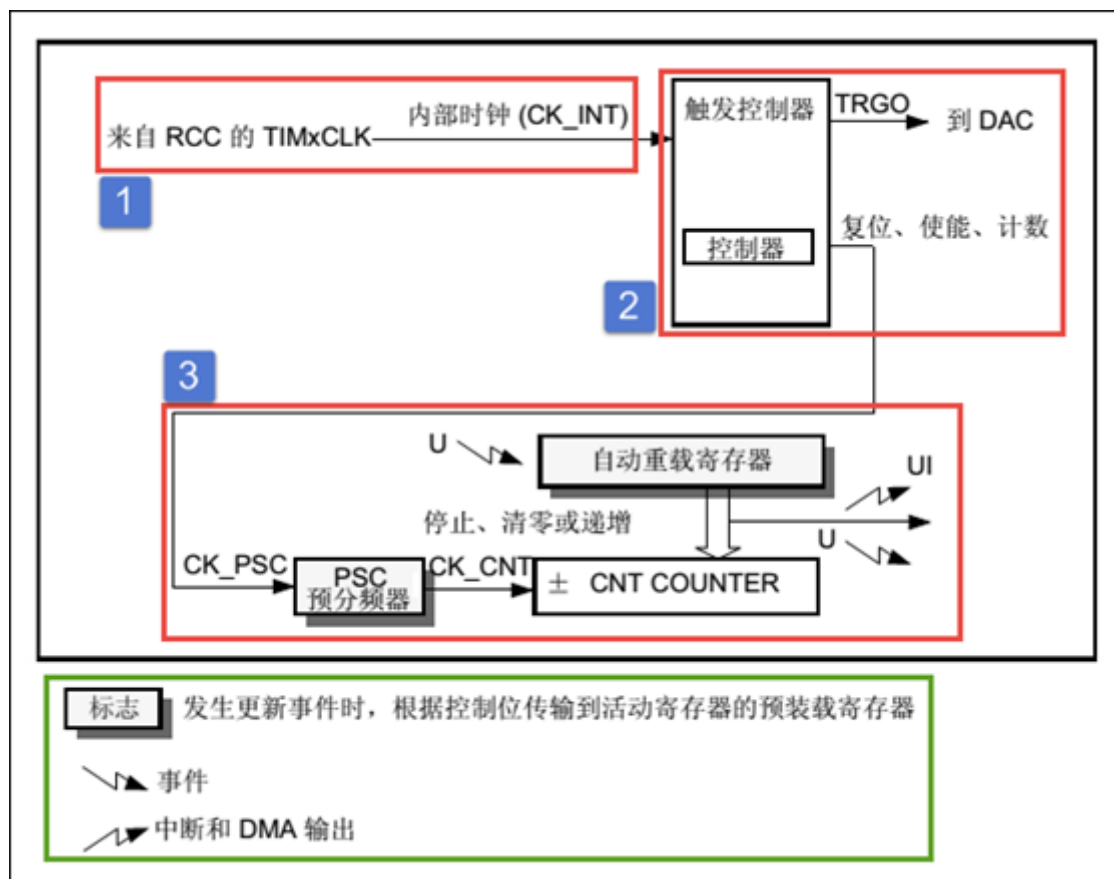 来自 RCC 的 TIMxCLK
内部时钟 (CK_INT)
1
触发控制器
TRGO
到 DAC
控制器
复位、使能、计数
2
3
U
自动重载寄存器
UI
停止、清零或递增
U
CK_PSC
PSC
预分频器
CK_CNT
± CNT COUNTER
标志
发生更新事件时，根据控制位传输到活动寄存器的预装载寄存器
事件
中断和 DMA 输出